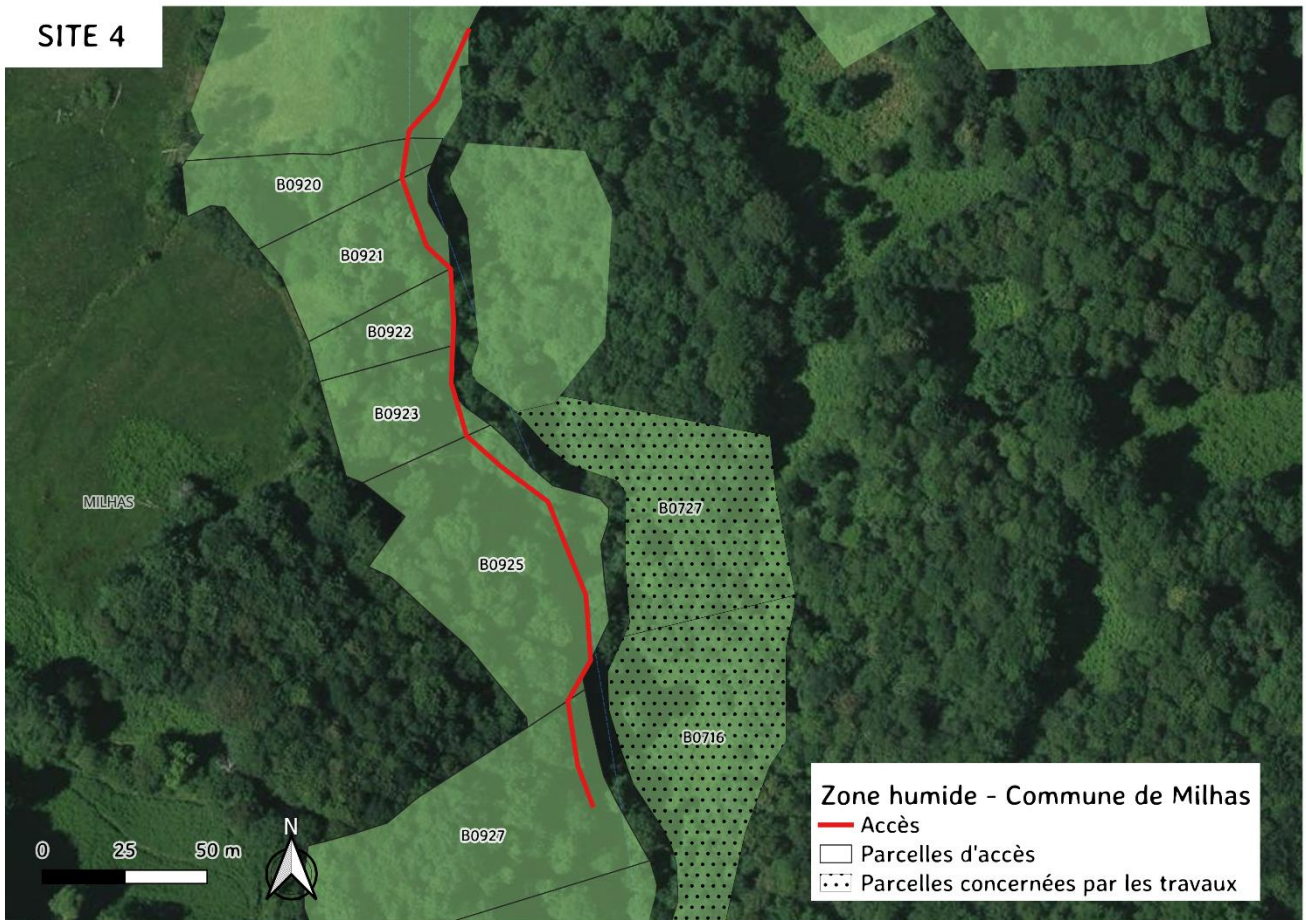 SITE 4
B0920
B0921
B0922
B0923
MILHAS
B0727
B0925
B0716
B0927
N
0 25 50 m
Zone humide - Commune de Milhas
Accès
Parcelles d'accès
Parcelles concernées par les travaux